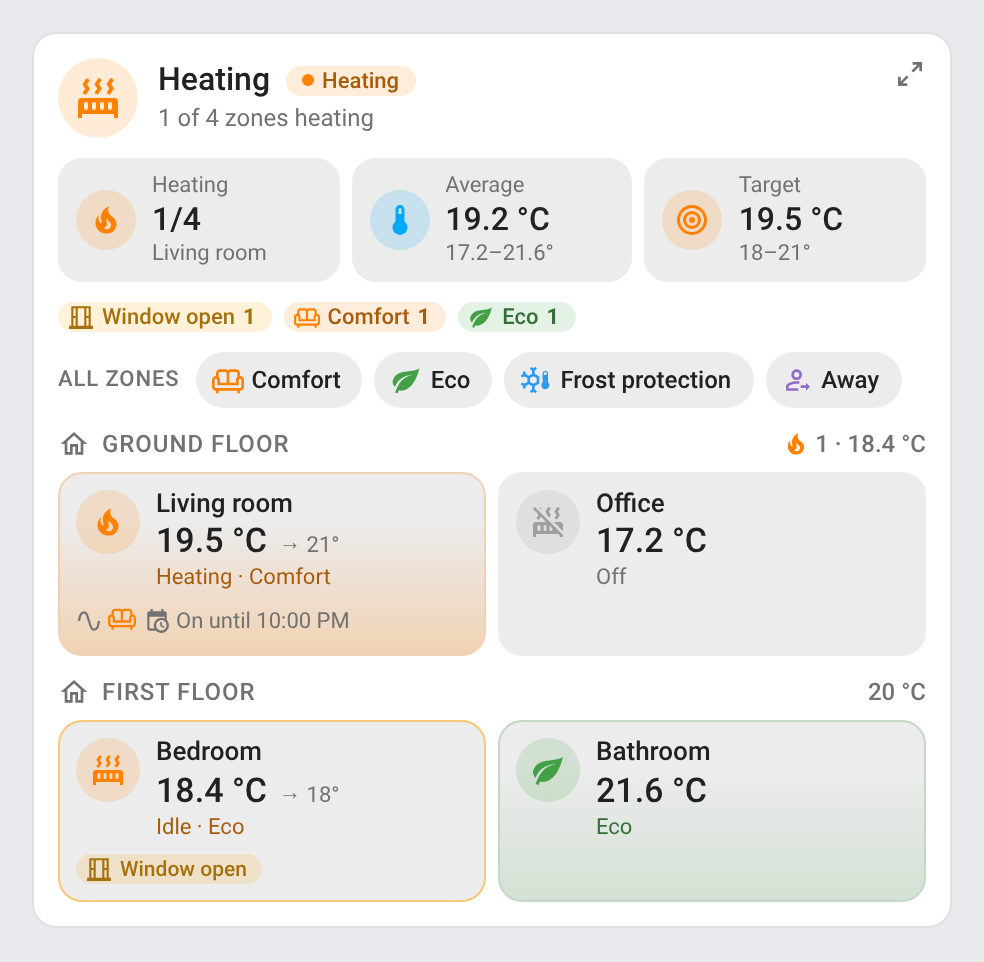 Heating
Heating
1 of 4 zones heating
Heating
1/4
Living room
Average
19.2 °C
17.2–21.6°
Target
19.5 °C
18–21°
Window open 1
Comfort 1
Eco 1
ALL ZONES
Comfort
Eco
Frost protection
Away
GROUND FLOOR
1 · 18.4 °C
Living room
19.5 °C → 21°
Heating · Comfort
On until 10:00 PM
Office
17.2 °C
Off
FIRST FLOOR
20 °C
Bedroom
18.4 °C → 18°
Idle · Eco
Window open
Bathroom
21.6 °C
Eco